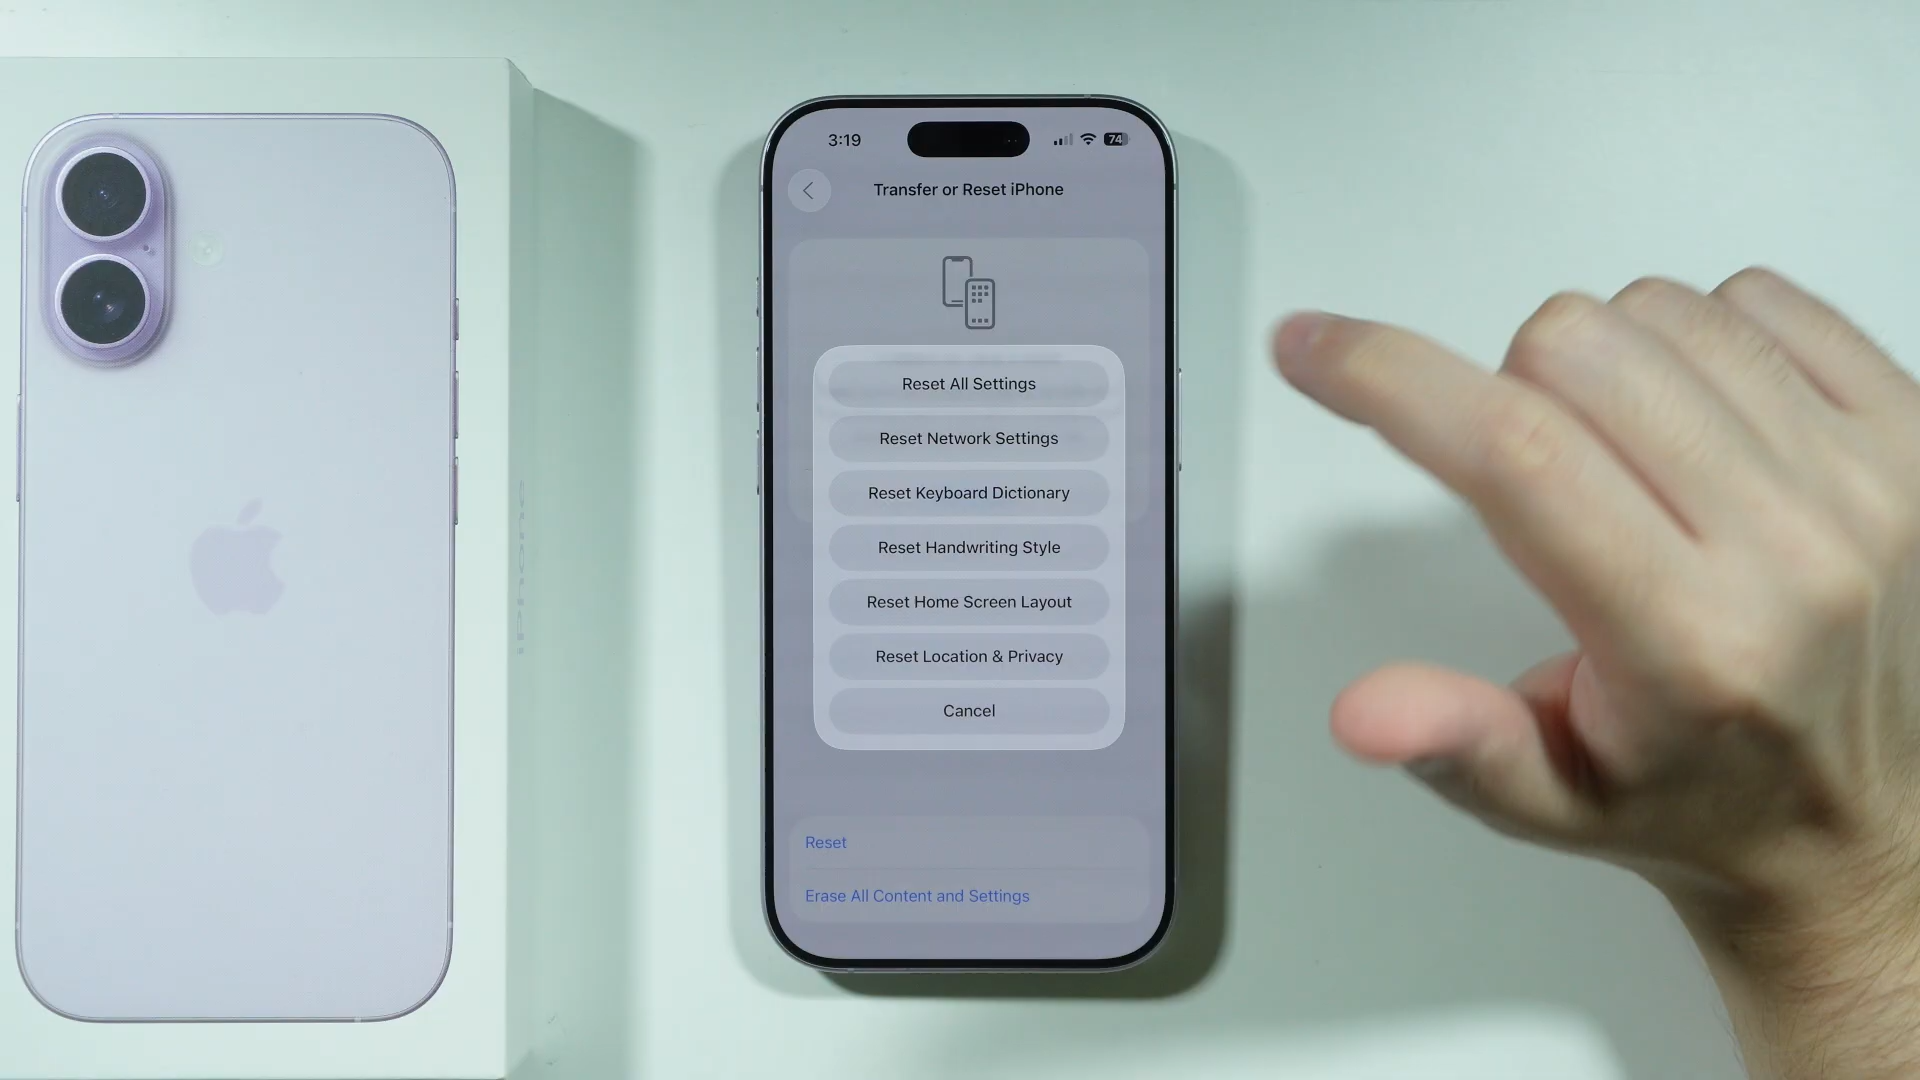 iPhone
3:19
74
Transfer or Reset iPhone
Reset All Settings
Reset Network Settings
Reset Keyboard Dictionary
Reset Handwriting Style
Reset Home Screen Layout
Reset Location & Privacy
Cancel
Reset
Erase All Content and Settings